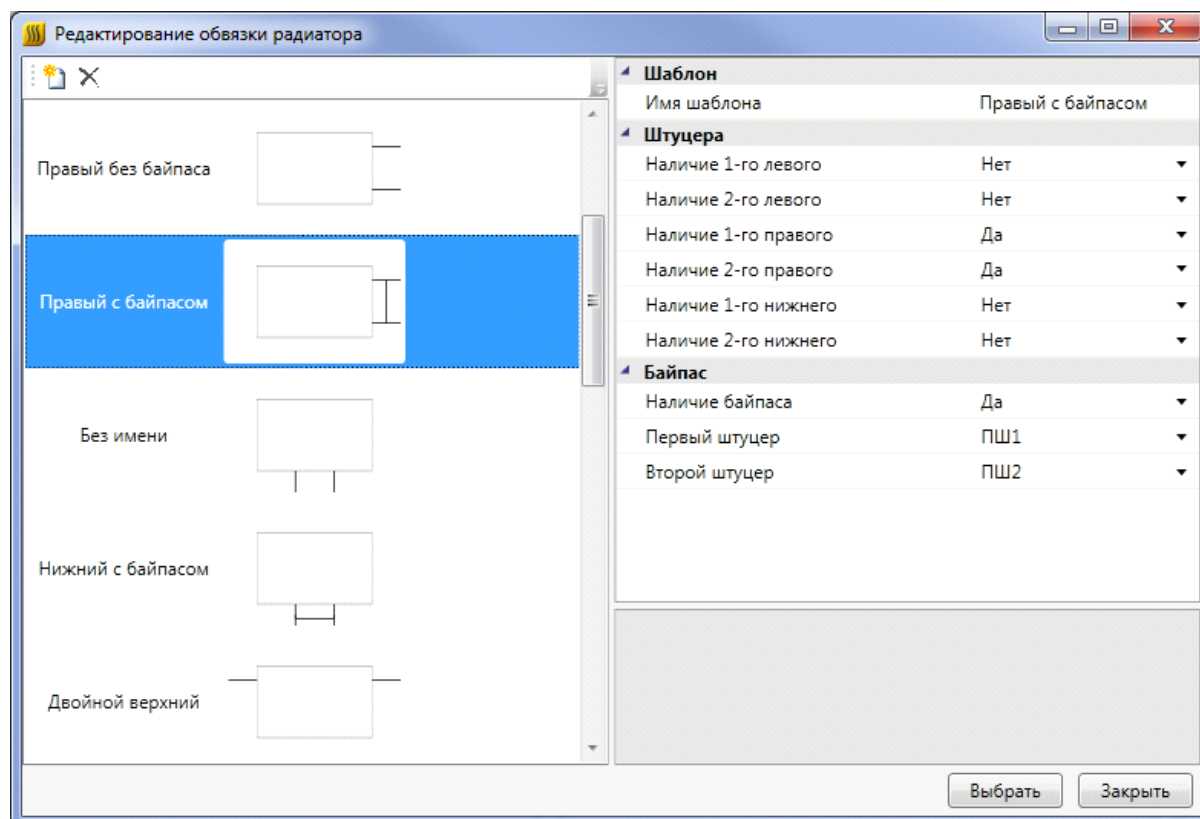 Редактирование обвязки радиатора
Правый без байпаса
Правый с байпасом
Без имени
Нижний с байпасом
Двойной верхний
Шаблон
Имя шаблона Правый с байпасом
Штуцера
Наличие 1-го левого Нет
Наличие 2-го левого Нет
Наличие 1-го правого Да
Наличие 2-го правого Да
Наличие 1-го нижнего Нет
Наличие 2-го нижнего Нет
Байпас
Наличие байпаса Да
Первый штуцер ПШ1
Второй штуцер ПШ2
Выбрать Закрыть